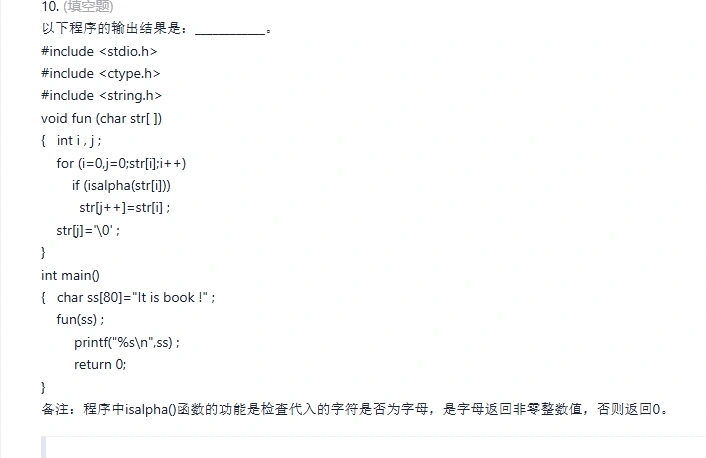 10. (填空题)
以下程序的输出结果是：___________。
#include <stdio.h>
#include <ctype.h>
#include <string.h>
void fun (char str[ ])
{ int i , j ;
for (i=0,j=0;str[i];i++)
if (isalpha(str[i]))
str[j++]=str[i] ;
str[j]='\0' ;
}
int main()
{ char ss[80]="It is book !" ;
fun(ss) ;
printf("%s\n",ss) ;
return 0;
}
备注：程序中isalpha()函数的功能是检查代入的字符是否为字母，是字母返回非零整数值，否则返回0。